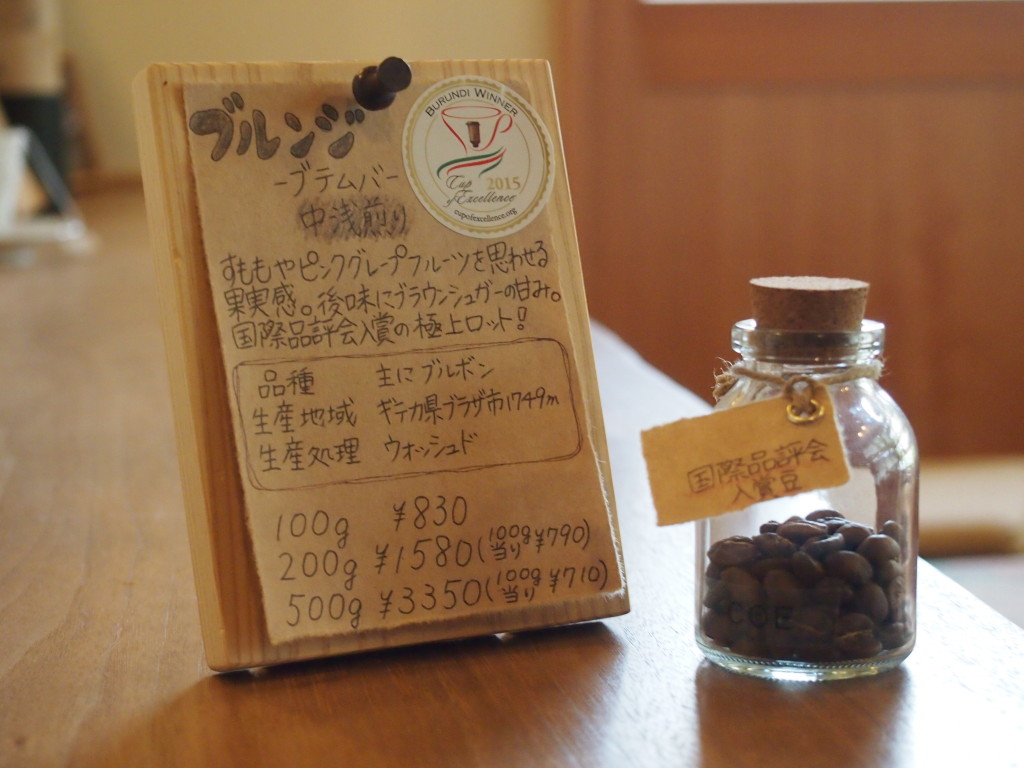 ブルンジ
-ブテムバ-
中浅煎り
BURUNDI WINNER
Cup 2015
of Excellence
cupofexcellence.org
すももやピンクグレープフルーツを思わせる
果実感。後味にブラウンシュガーの甘み。
国際品評会入賞の極上ロット!
品種 主にブルボン
生産地域 ギテカ県ブラザ市1749m
生産処理 ウォッシュド
100g ¥830
200g ¥1580(100g当り¥790)
500g ¥3350(100g当り¥710)
国際品評会
入賞豆
COE